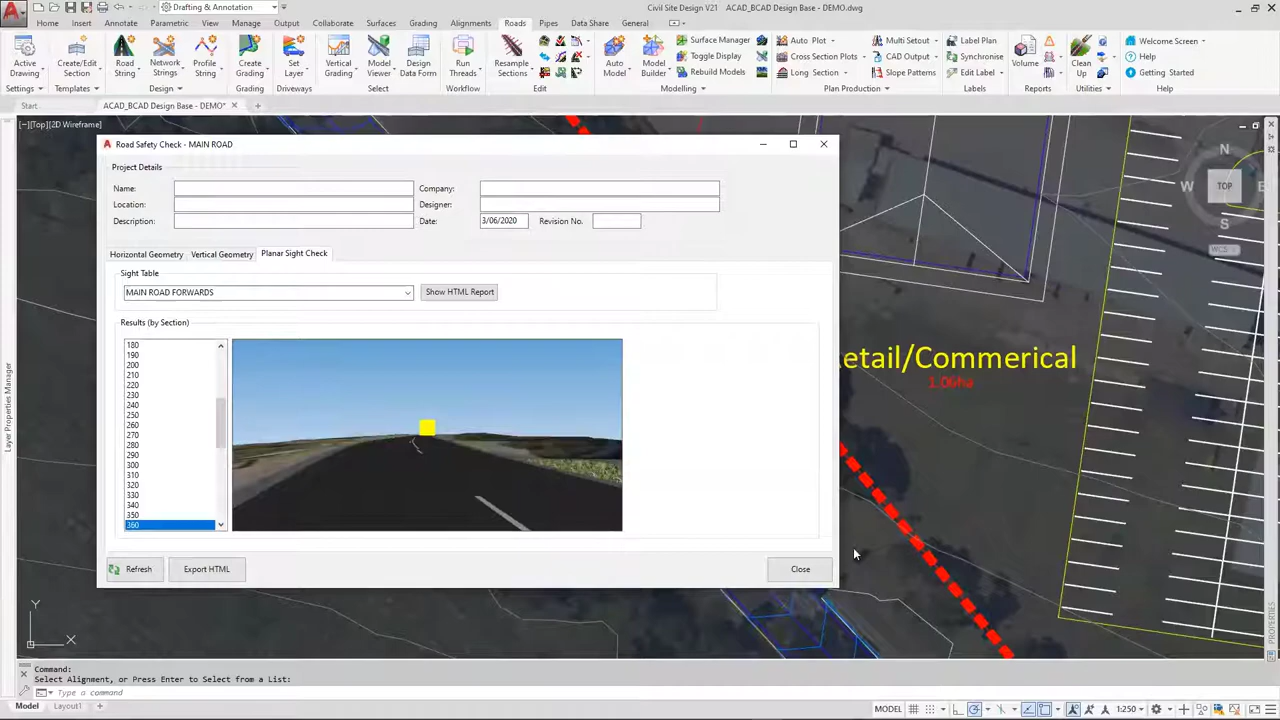 Drafting & Annotation
Civil Site Design V21 ACAD_BCAD Design Base - DEMO.dwg
Home Insert Annotate Parametric View Manage Output Collaborate Surfaces Grading Alignments Roads Pipes Data Share General
Active Drawing
Create/Edit Section
Road String
Network Strings
Profile String
Create Grading
Set Layer
Vertical Grading
Model Viewer
Design Data Form
Run Threads
Resample Sections
Auto Model
Model Builder
Surface Manager
Toggle Display
Rebuild Models
Auto Plot
Cross Section Plots
Long Section
Multi Setout
CAD Output
Slope Patterns
Label Plan
Synchronise
Edit Label
Volume
Clean Up
Welcome Screen
Help
Getting Started
Settings Templates Design Driveways Select Workflow Edit Modelling Plan Production Labels Reports Utilities Help
Start
ACAD_BCAD Design Base - DEMO*
[−][Top][2D Wireframe]
Road Safety Check - MAIN ROAD
Project Details
Name:
Company:
Location:
Designer:
Description:
Date: 3/06/2020 Revision No.
Horizontal Geometry Vertical Geometry Planar Sight Check
Sight Table
MAIN ROAD FORWARDS
Show HTML Report
Results (by Section)
180
190
200
210
220
230
240
250
260
270
280
290
300
310
320
330
340
350
360
Refresh
Export HTML
Close
N
W TOP E
S
WCS
etail/Commerical
1.06ha
Layer Properties Manager
PROPERTIES
Y
X
Command:
Select Alignment, or Press Enter to Select from a List:
Type a command
Model Layout1
MODEL
1:250